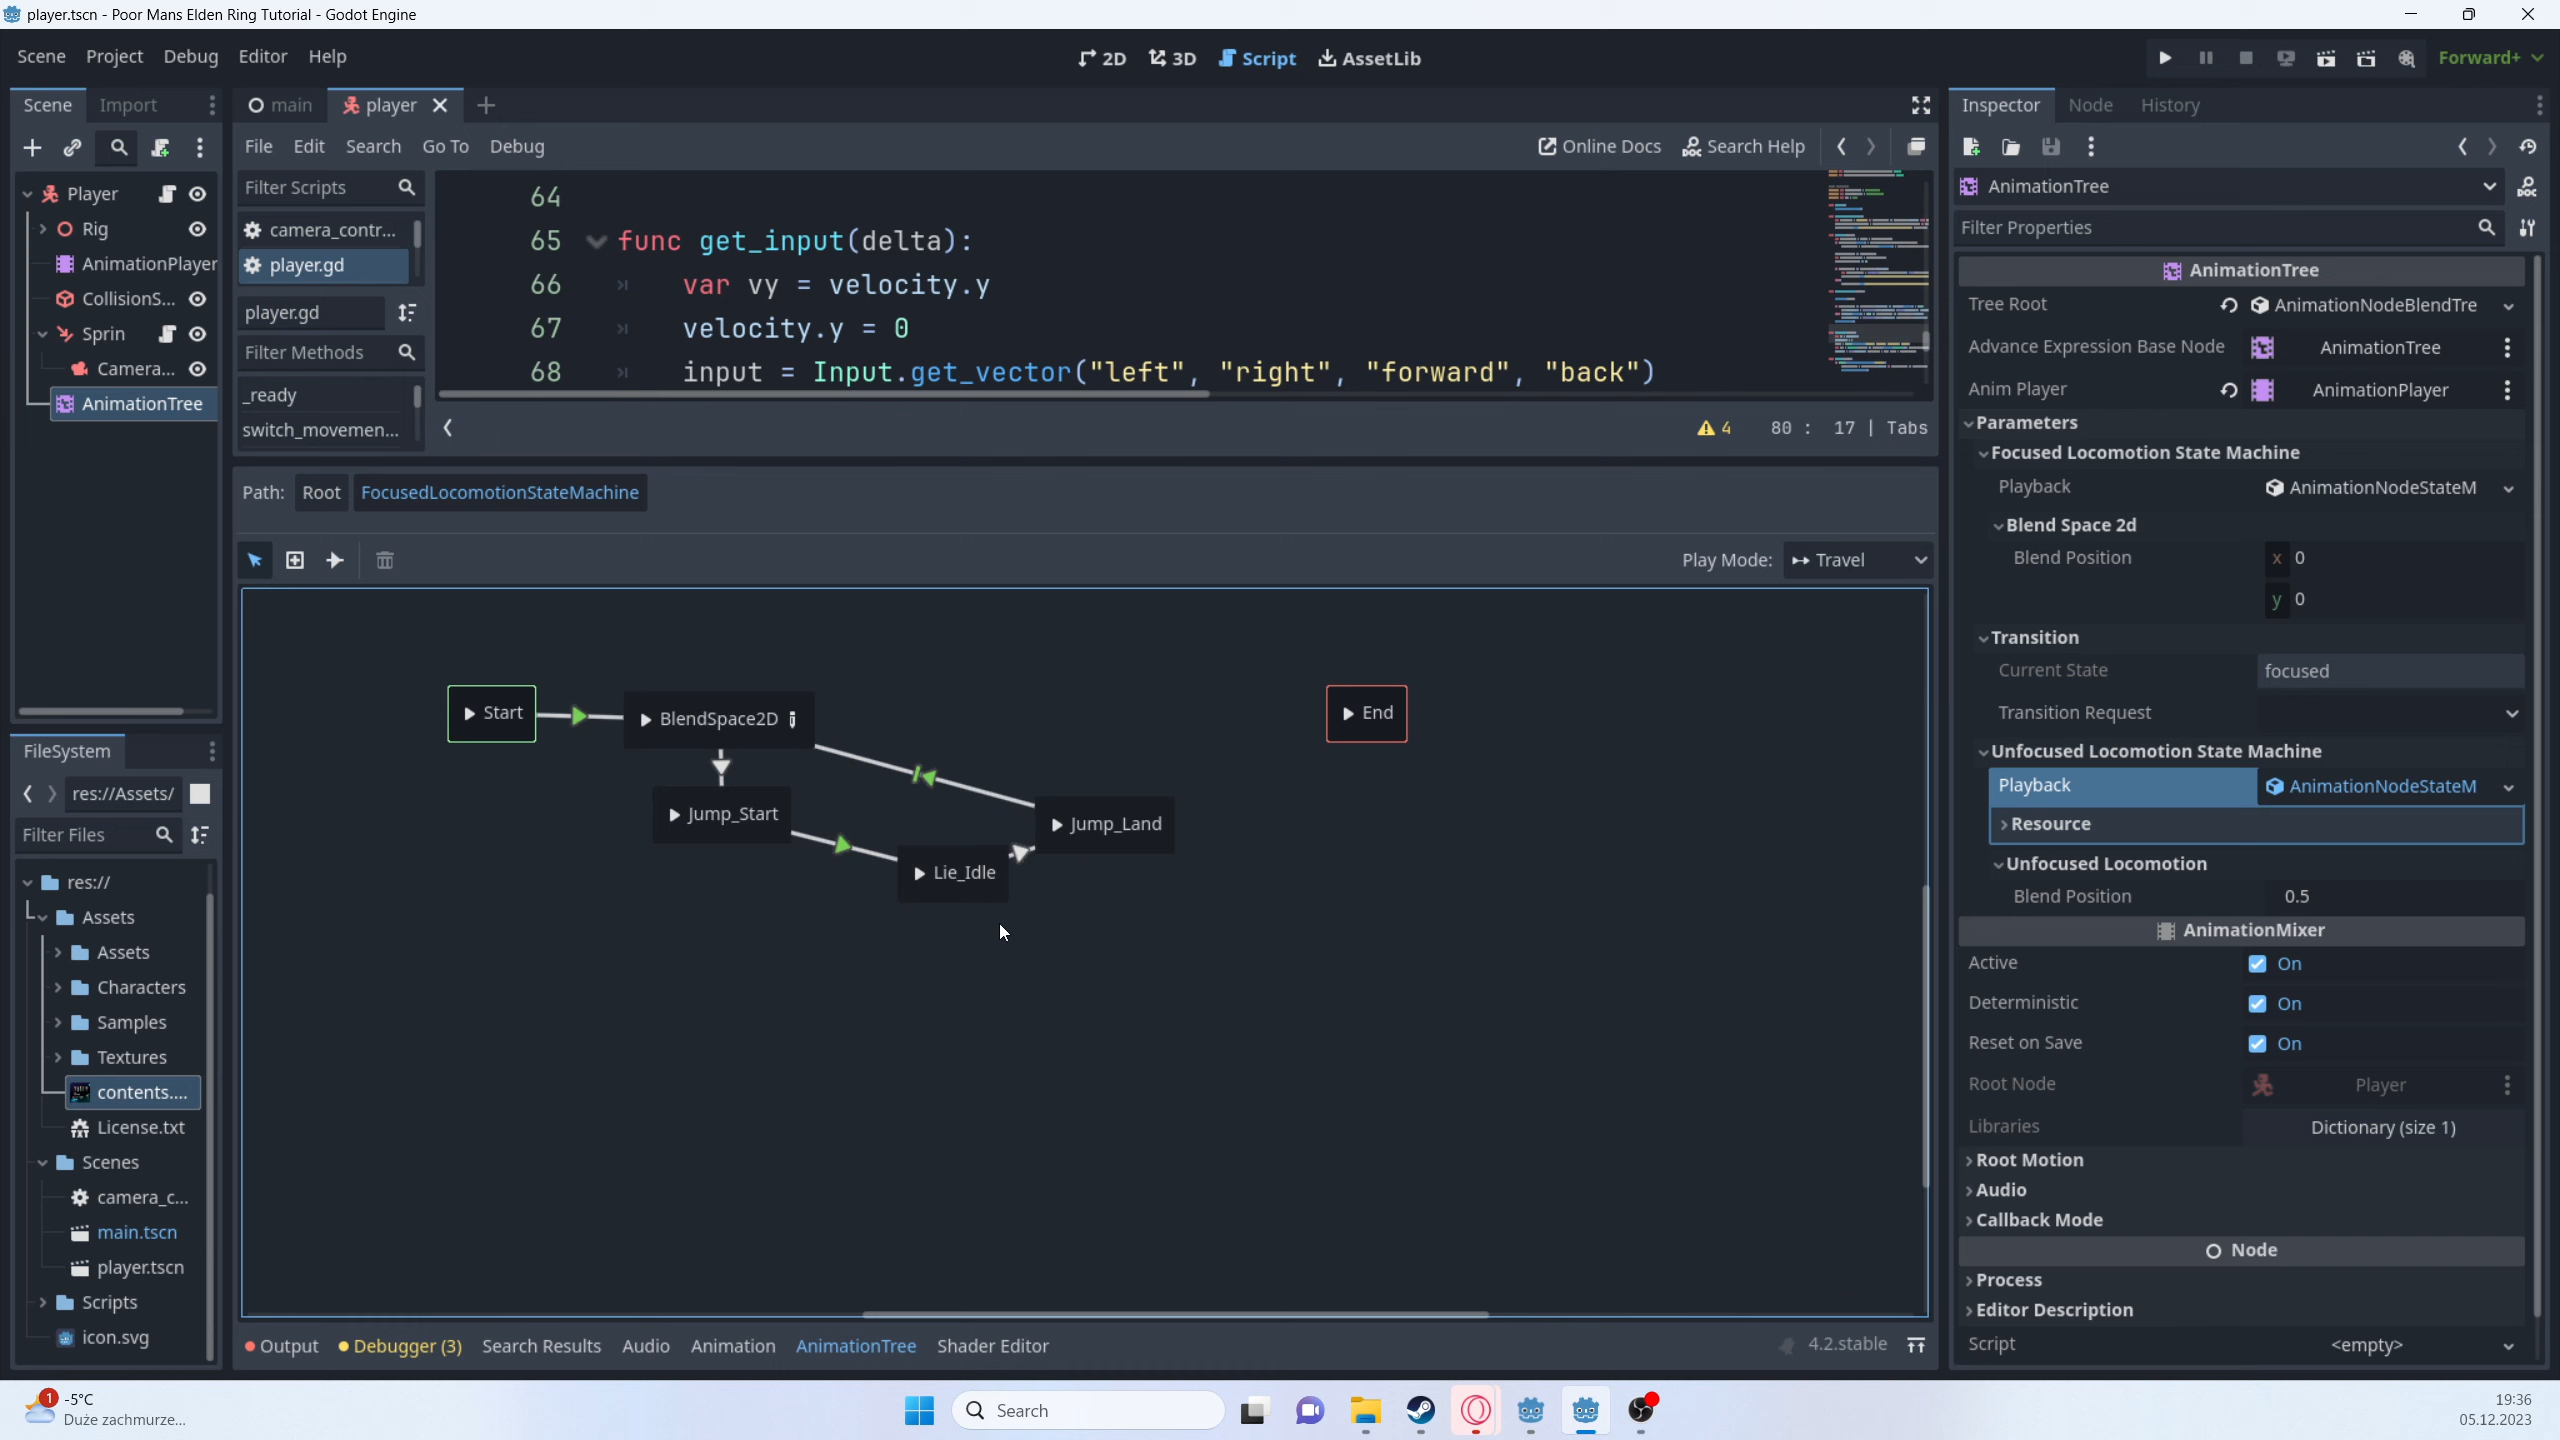 player.tscn - Poor Mans Elden Ring Tutorial - Godot Engine
Scene Project Debug Editor Help
2D 3D Script AssetLib
Forward+
Scene Import
main player
Inspector Node History
File Edit Search Go To Debug
Online Docs Search Help
Player
Rig
AnimationPlayer
CollisionS...
Sprin
Camera...
AnimationTree
Filter Scripts
camera_contr...
player.gd
player.gd
Filter Methods
_ready
switch_movemen...
64
65 func get_input(delta):
66 var vy = velocity.y
67 velocity.y = 0
68 input = Input.get_vector("left", "right", "forward", "back")
4 80 : 17 | Tabs
Path: Root FocusedLocomotionStateMachine
Play Mode: Travel
Start
BlendSpace2D
End
Jump_Start
Jump_Land
Lie_Idle
FileSystem
res://Assets/
Filter Files
res://
Assets
Assets
Characters
Samples
Textures
contents....
License.txt
Scenes
camera_c...
main.tscn
player.tscn
Scripts
icon.svg
Output Debugger (3) Search Results Audio Animation AnimationTree Shader Editor
4.2.stable
AnimationTree
Filter Properties
AnimationTree
Tree Root AnimationNodeBlendTre
Advance Expression Base Node AnimationTree
Anim Player AnimationPlayer
Parameters
Focused Locomotion State Machine
Playback AnimationNodeStateM
Blend Space 2d
Blend Position x 0
y 0
Transition
Current State focused
Transition Request
Unfocused Locomotion State Machine
Playback AnimationNodeStateM
Resource
Unfocused Locomotion
Blend Position 0.5
AnimationMixer
Active On
Deterministic On
Reset on Save On
Root Node Player
Libraries Dictionary (size 1)
Root Motion
Audio
Callback Mode
Node
Process
Editor Description
Script <empty>
1 -5°C
Duże zachmurze...
Search
19:36
05.12.2023